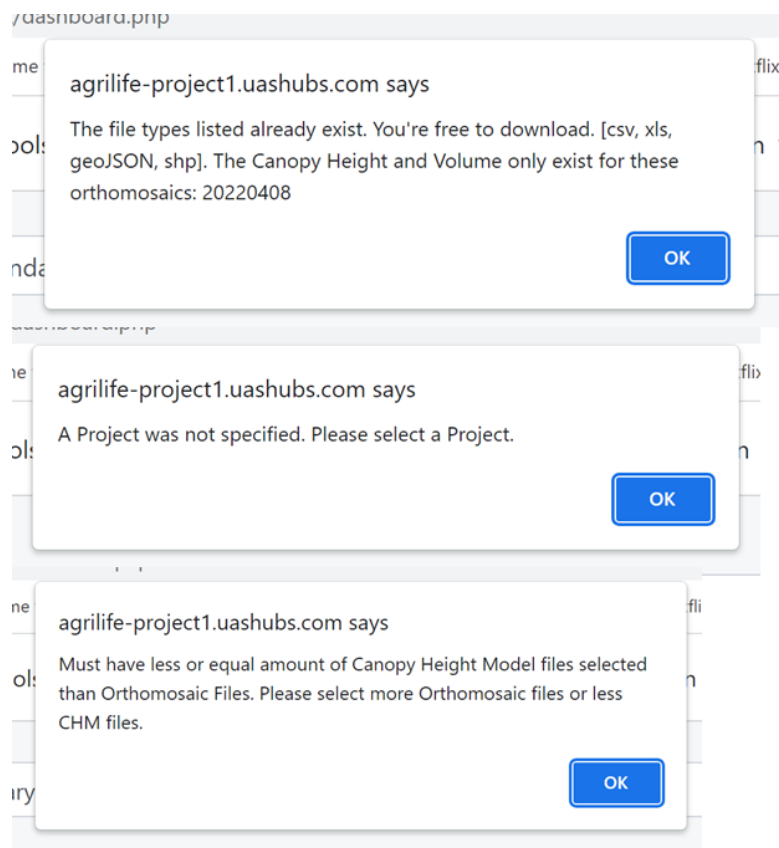 /dashboard.php
me
flix
agrilife-project1.uashubs.com says
The file types listed already exist. You're free to download. [csv, xls,
geoJSON, shp]. The Canopy Height and Volume only exist for these
orthomosaics: 20220408
OK
agrilife-project1.uashubs.com says
A Project was not specified. Please select a Project.
OK
agrilife-project1.uashubs.com says
Must have less or equal amount of Canopy Height Model files selected
than Orthomosaic Files. Please select more Orthomosaic files or less
CHM files.
OK